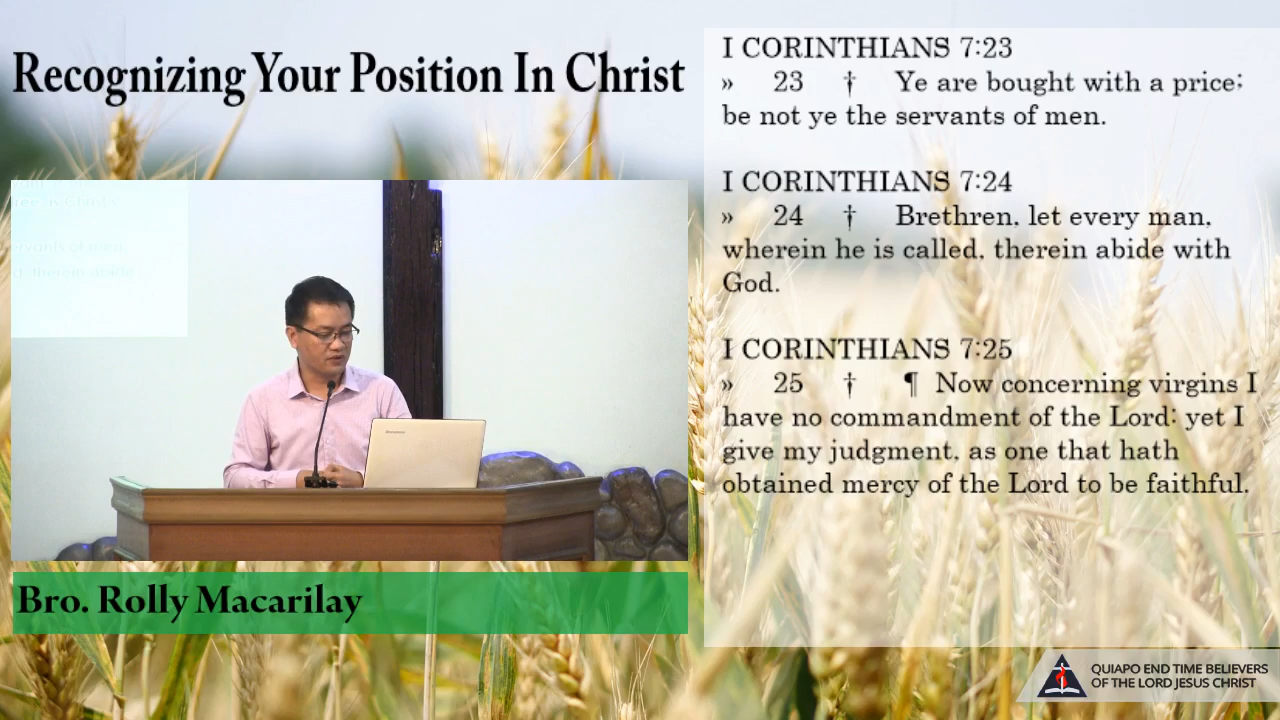 Recognizing Your Position In Christ
I CORINTHIANS 7:23
» 23 † Ye are bought with a price;
be not ye the servants of men.
I CORINTHIANS 7:24
» 24 † Brethren, let every man,
wherein he is called, therein abide with
God.
I CORINTHIANS 7:25
» 25 † ¶ Now concerning virgins I
have no commandment of the Lord: yet I
give my judgment, as one that hath
obtained mercy of the Lord to be faithful.
Bro. Rolly Macarilay
QUIAPO END TIME BELIEVERS
OF THE LORD JESUS CHRIST